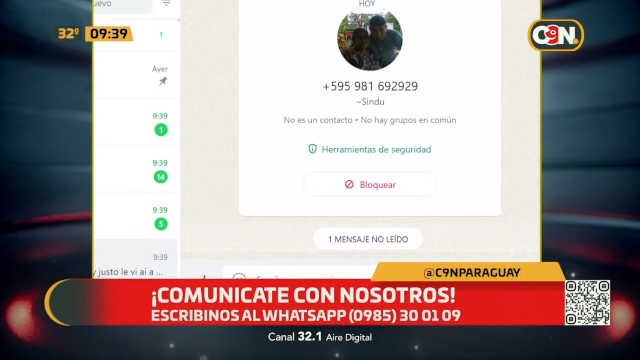 uevo
HOY
32º 09:39
C9N.
1
Ayer
9:39
1
9:39
14
9:39
5
9:39
y justo le vi ai a ...
+595 981 692929
~Sindu
No es un contacto • No hay grupos en común
Herramientas de seguridad
Bloquear
1 MENSAJE NO LEÍDO
@C9NPARAGUAY
¡COMUNICATE CON NOSOTROS!
ESCRIBINOS AL WHATSAPP (0985) 30 01 09
Canal 32.1 Aire Digital